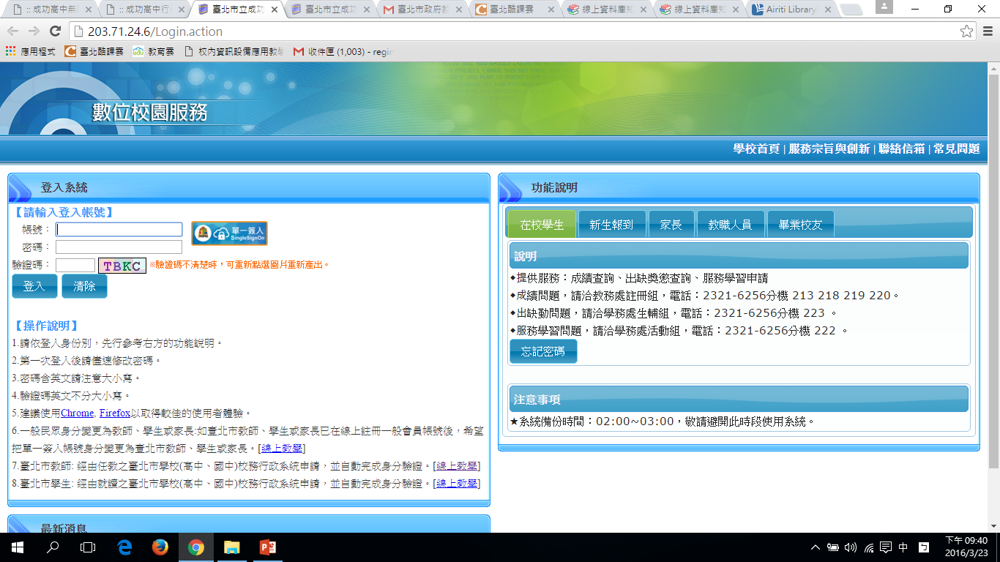 :: 成功高中無
:: 成功高中行
臺北市立成功
臺北市立成功
臺北市政府教
臺北酷課雲
線上資料庫知
線上資料庫知
Airiti Library
203.71.24.6/Login.action
應用程式 臺北酷課雲 教育雲 校內資訊設備應用教學 收件匣 (1,003) - regin
數位校園服務
學校首頁 | 服務宗旨與創新 | 聯絡信箱 | 常見問題
登入系統
【請輸入登入帳號】
帳號：
單一簽入
SingleSignOn
密碼：
驗證碼： TBKC ※驗證碼不清楚時，可重新點選圖片重新產出。
登入 清除
【操作說明】
1.請依登入身份別，先行參考右方的功能說明。
2.第一次登入後請儘速修改密碼。
3.密碼含英文請注意大小寫。
4.驗證碼英文不分大小寫。
5.建議使用Chrome, Firefox以取得較佳的使用者體驗。
6.一般民眾身分變更為教師、學生或家長:如臺北市教師、學生或家長已在線上註冊一般會員帳號後，希望
把單一簽入帳號身分變更為臺北市教師、學生或家長。[線上教學]
7.臺北市教師: 經由任教之臺北市學校(高中、國中)校務行政系統申請，並自動完成身分驗證。[線上教學]
8.臺北市學生: 經由就讀之臺北市學校(高中、國中)校務行政系統申請，並自動完成身分驗證。[線上教學]
最新消息
功能說明
在校學生 新生報到 家長 教職人員 畢業校友
說明
◆提供服務：成績查詢、出缺獎懲查詢、服務學習申請
◆成績問題，請洽教務處註冊組，電話：2321-6256分機 213 218 219 220。
◆出缺勤問題，請洽學務處生輔組，電話：2321-6256分機 223 。
◆服務學習問題，請洽學務處活動組，電話：2321-6256分機 222 。
忘記密碼
注意事項
★系統備份時間：02:00~03:00，敬請避開此時段使用系統。
中
下午 09:40
2016/3/23